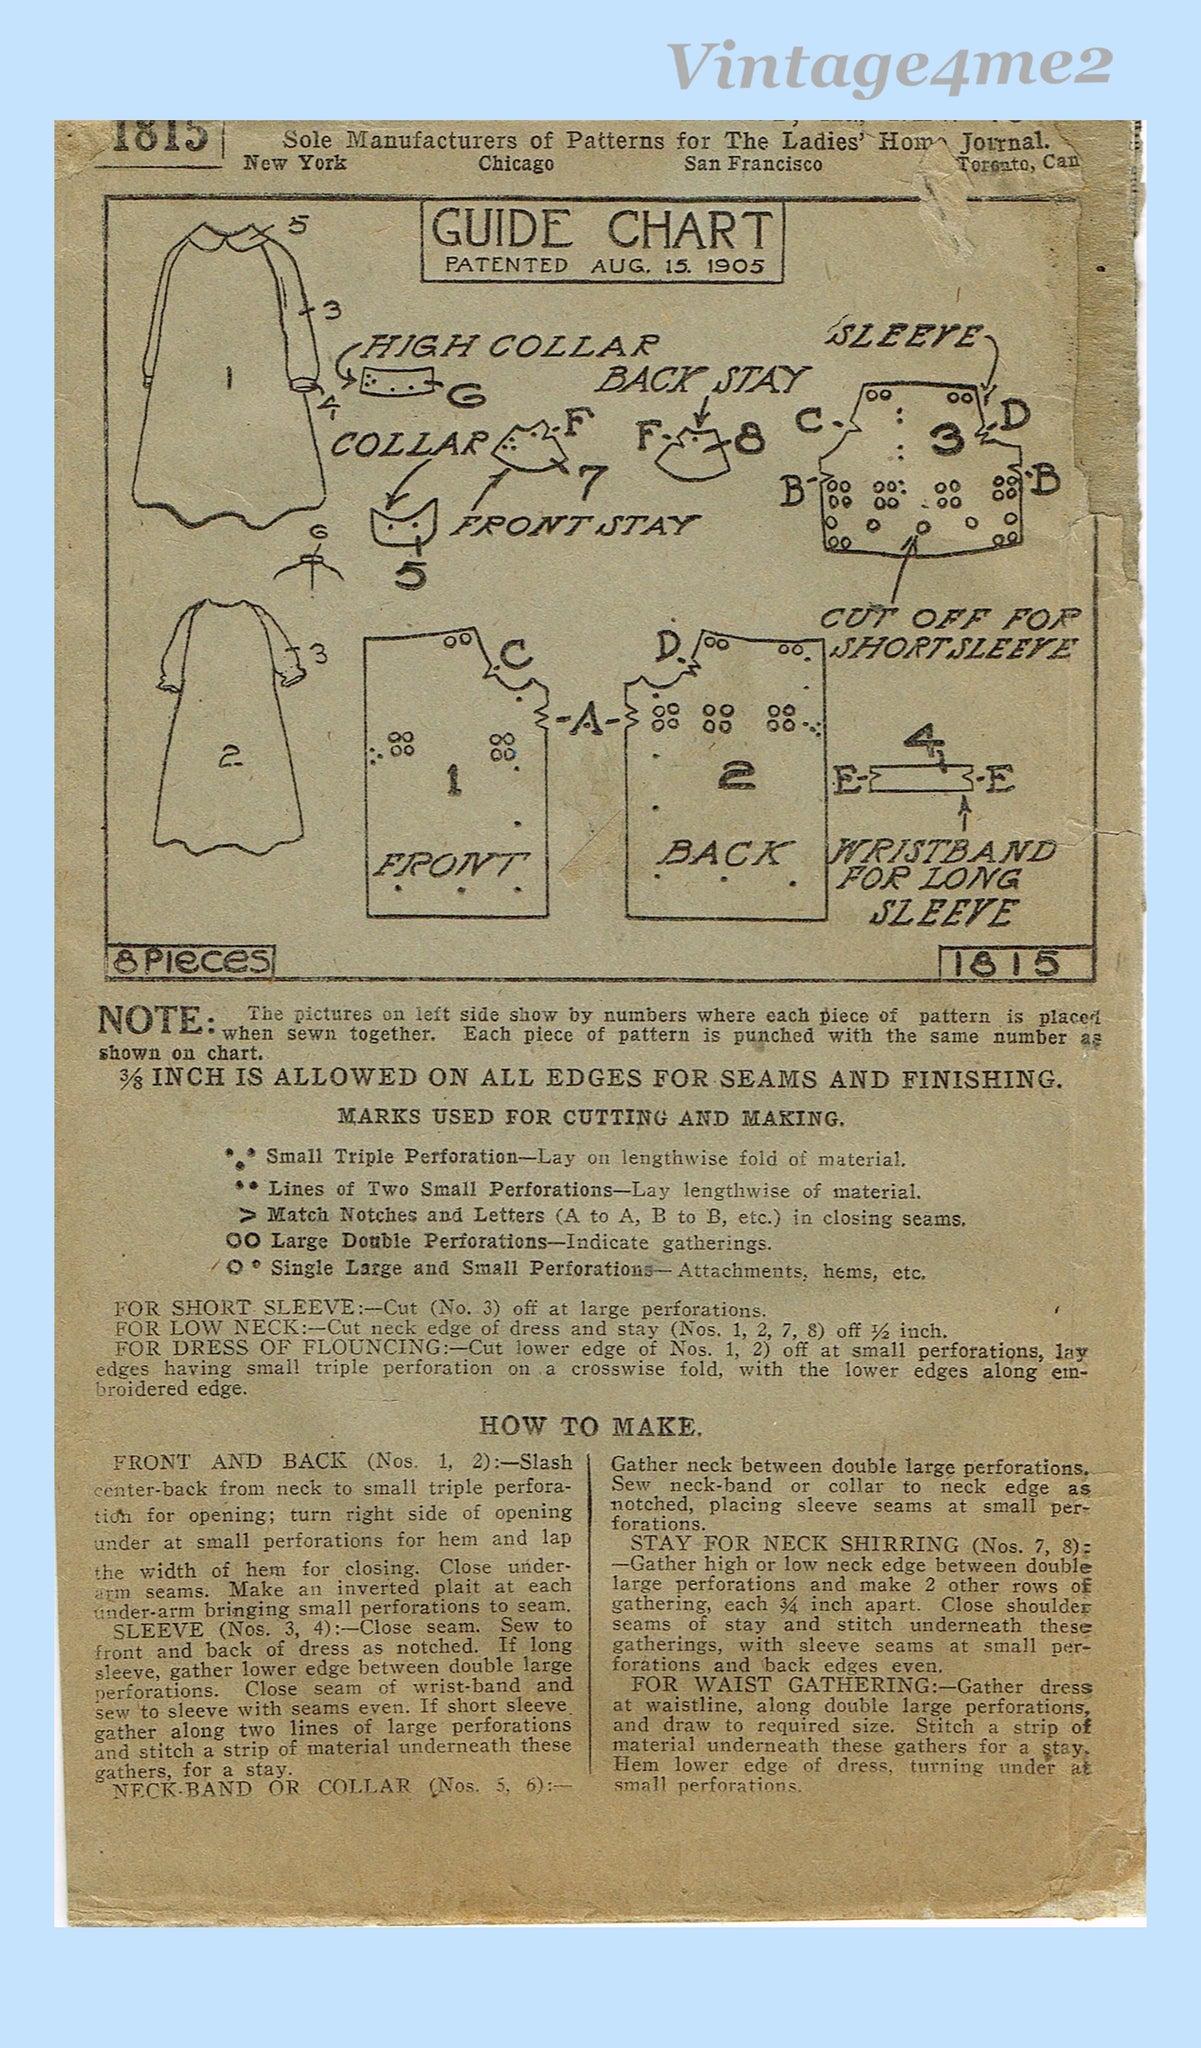 Vintage4me2
1815
Sole Manufacturers of Patterns for The Ladies' Home Journal.
New York Chicago San Francisco Toronto, Can
GUIDE CHART
PATENTED AUG. 15. 1905
5
3
1
4
HIGH COLLAR
6
BACK STAY
SLEEVE
COLLAR
F
7
F
8
C
D
3
B
B
FRONT STAY
5
6
CUT OFF FOR
SHORT SLEEVE
3
2
C
D
A
1
2
4
E
E
FRONT
BACK
WRISTBAND
FOR LONG
SLEEVE
8 PIECES
1815
NOTE: The pictures on left side show by numbers where each piece of pattern is placed
when sewn together. Each piece of pattern is punched with the same number as
shown on chart.
⅜ INCH IS ALLOWED ON ALL EDGES FOR SEAMS AND FINISHING.
MARKS USED FOR CUTTING AND MAKING.
Small Triple Perforation—Lay on lengthwise fold of material.
Lines of Two Small Perforations—Lay lengthwise of material.
> Match Notches and Letters (A to A, B to B, etc.) in closing seams.
OO Large Double Perforations—Indicate gatherings.
O ° Single Large and Small Perforations—Attachments, hems, etc.
FOR SHORT SLEEVE:—Cut (No. 3) off at large perforations.
FOR LOW NECK:—Cut neck edge of dress and stay (Nos. 1, 2, 7, 8) off ½ inch.
FOR DRESS OF FLOUNCING:—Cut lower edge of Nos. 1, 2) off at small perforations, lay
edges having small triple perforation on a crosswise fold, with the lower edges along em-
broidered edge.
HOW TO MAKE.
FRONT AND BACK (Nos. 1, 2):—Slash
center-back from neck to small triple perfora-
tion for opening; turn right side of opening
under at small perforations for hem and lap
the width of hem for closing. Close under-
arm seams. Make an inverted plait at each
under-arm bringing small perforations to seam.
SLEEVE (Nos. 3, 4):—Close seam. Sew to
front and back of dress as notched. If long
sleeve, gather lower edge between double large
perforations. Close seam of wrist-band and
sew to sleeve with seams even. If short sleeve
gather along two lines of large perforations
and stitch a strip of material underneath these
gathers, for a stay.
NECK-BAND OR COLLAR (Nos. 5, 6):—
Gather neck between double large perforations.
Sew neck-band or collar to neck edge as
notched, placing sleeve seams at small per-
forations.
STAY FOR NECK SHIRRING (Nos. 7, 8):
—Gather high or low neck edge between double
large perforations and make 2 other rows of
gathering, each ¾ inch apart. Close shoulder
seams of stay and stitch underneath these
gatherings, with sleeve seams at small per-
forations and back edges even.
FOR WAIST GATHERING:—Gather dress
at waistline, along double large perforations,
and draw to required size. Stitch a strip of
material underneath these gathers for a stay.
Hem lower edge of dress, turning under at
small perforations.